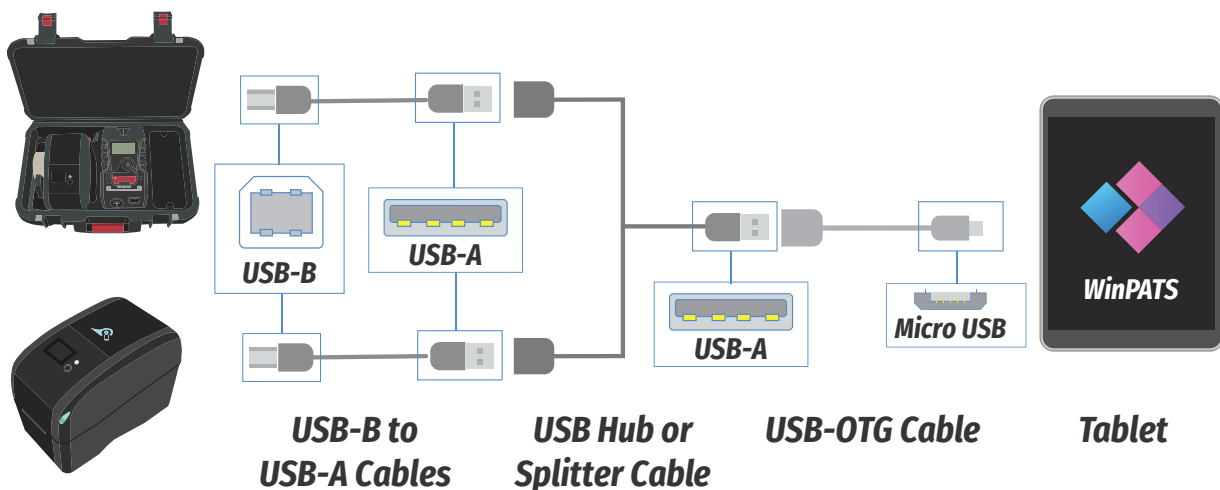 USB-B
USB-A
USB-A
Micro USB
WinPATS
USB-B to
USB-A Cables
USB Hub or
Splitter Cable
USB-OTG Cable
Tablet